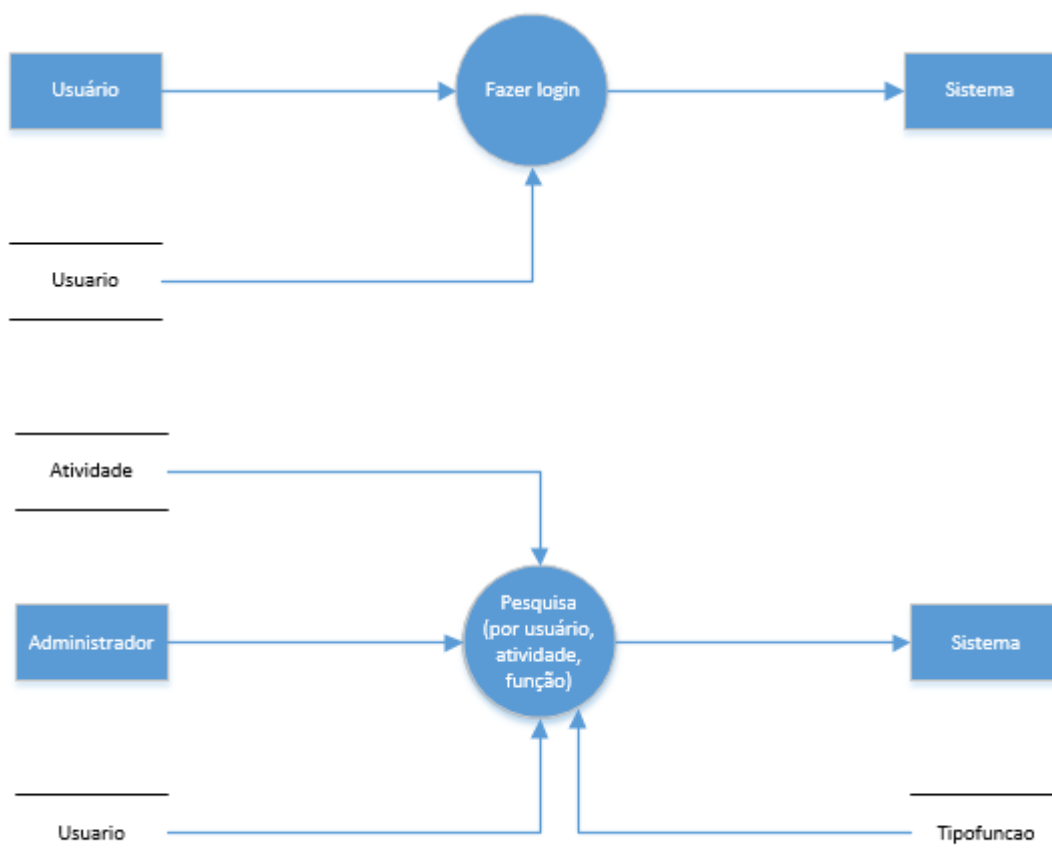 Usuário
Fazer login
Sistema
Usuario
Atividade
Administrador
Pesquisa
(por usuário,
atividade,
função)
Sistema
Usuario
Tipofuncao